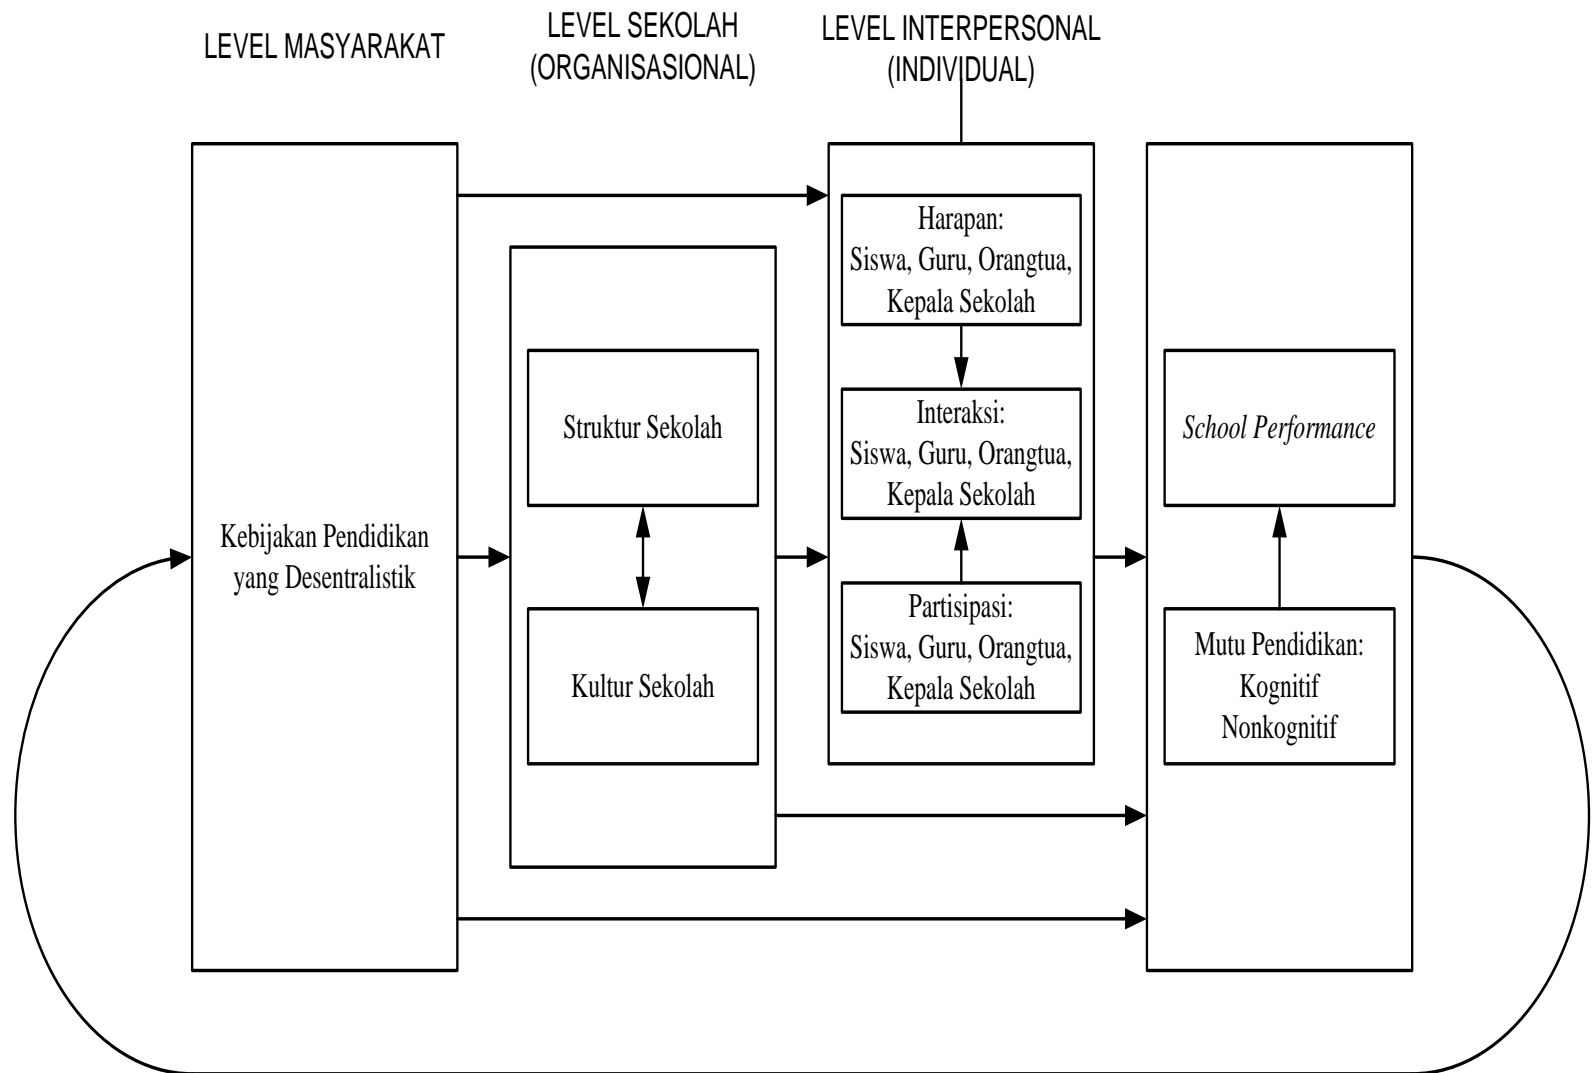 LEVEL MASYARAKAT
LEVEL SEKOLAH
(ORGANISASIONAL)
LEVEL INTERPERSONAL
(INDIVIDUAL)
Kebijakan Pendidikan
yang Desentralistik
Struktur Sekolah
Kultur Sekolah
Harapan:
Siswa, Guru, Orangtua,
Kepala Sekolah
Interaksi:
Siswa, Guru, Orangtua,
Kepala Sekolah
Partisipasi:
Siswa, Guru, Orangtua,
Kepala Sekolah
School Performance
Mutu Pendidikan:
Kognitif
Nonkognitif